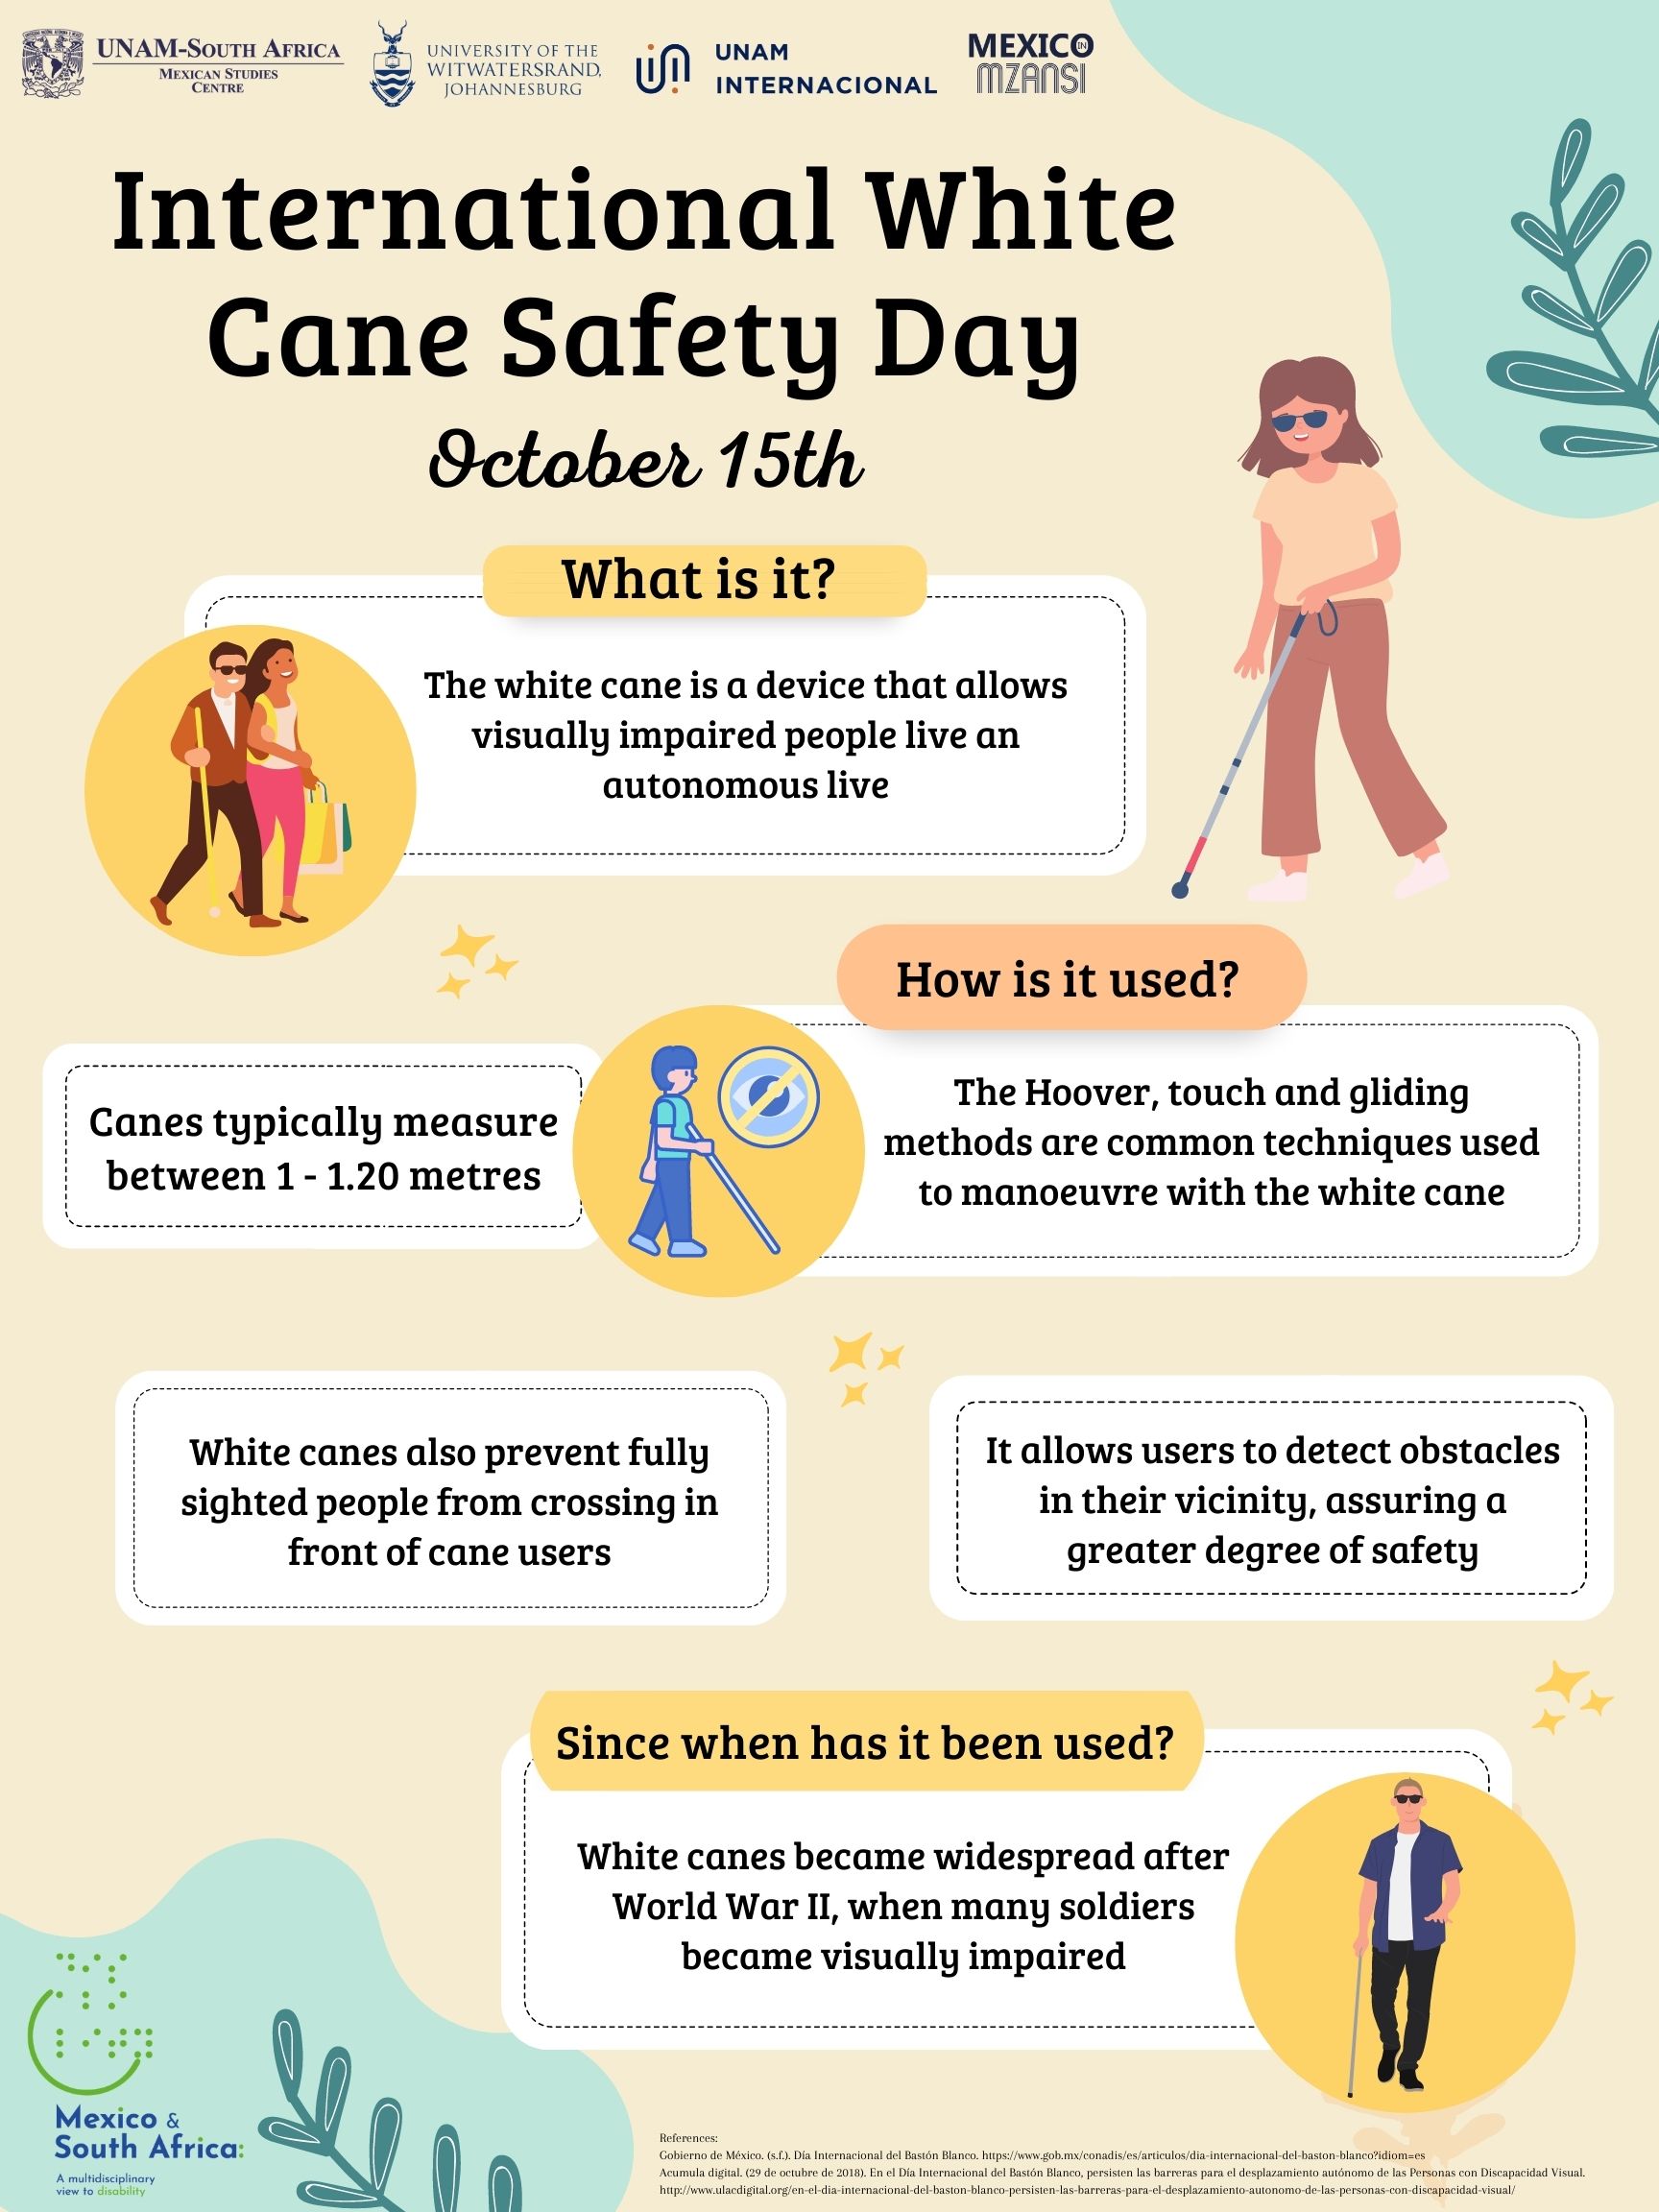 UNAM-South Africa
Mexican Studies
Centre
UNIVERSITY OF THE
WITWATERSRAND,
JOHANNESBURG
UNAM
INTERNACIONAL
MEXICO
IN
MZANSI
International White
Cane Safety Day
October 15th
What is it?
The white cane is a device that allows
visually impaired people live an
autonomous live
How is it used?
Canes typically measure
between 1 - 1.20 metres
The Hoover, touch and gliding
methods are common techniques used
to manoeuvre with the white cane
White canes also prevent fully
sighted people from crossing in
front of cane users
It allows users to detect obstacles
in their vicinity, assuring a
greater degree of safety
Since when has it been used?
White canes became widespread after
World War II, when many soldiers
became visually impaired
Mexico &
South Africa:
A multidisciplinary
view to disability
References:
Gobierno de México. (s.f.). Día Internacional del Bastón Blanco. https://www.gob.mx/conadis/es/articulos/dia-internacional-del-baston-blanco?idiom=es
Acumula digital. (29 de octubre de 2018). En el Día Internacional del Bastón Blanco, persisten las barreras para el desplazamiento autónomo de las Personas con Discapacidad Visual.
http://www.ulacdigital.org/en-el-dia-internacional-del-baston-blanco-persisten-las-barreras-para-el-desplazamiento-autonomo-de-las-personas-con-discapacidad-visual/